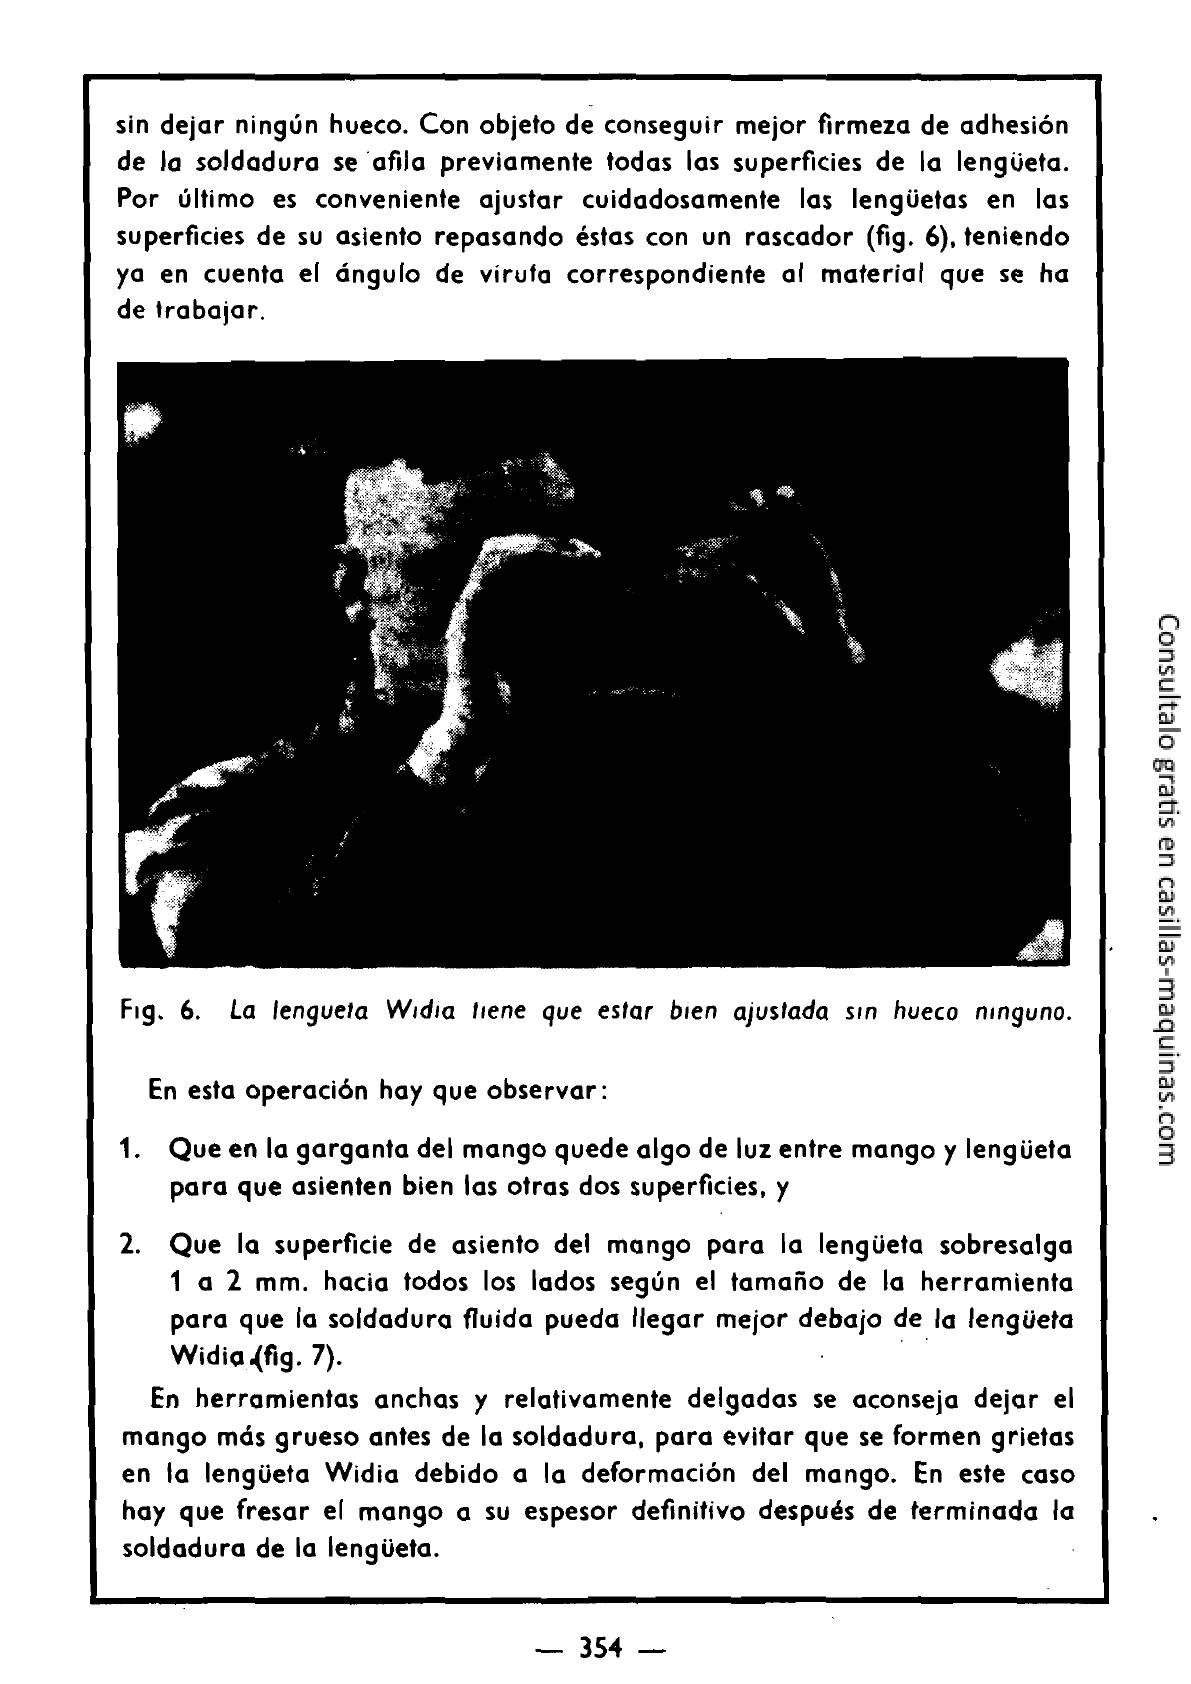 sin dejar ningún hueco. Con objeto de conseguir mejor firmeza de adhesión
de la soldadura se afila previamente todas las superficies de la lengüeta.
Por último es conveniente ajustar cuidadosamente las lengüetas en las
superficies de su asiento repasando éstas con un rascador (fig. 6), teniendo
ya en cuenta el ángulo de viruta correspondiente al material que se ha
de trabajar.
Fig. 6. La lengueta Widia tiene que estar bien ajustada sin hueco ninguno.
En esta operación hay que observar:
1. Que en la garganta del mango quede algo de luz entre mango y lengüeta
para que asienten bien las otras dos superficies, y
2. Que la superficie de asiento del mango para la lengüeta sobresalga
1 a 2 mm. hacia todos los lados según el tamaño de la herramienta
para que la soldadura fluida pueda llegar mejor debajo de la lengüeta
Widia (fig. 7).
En herramientas anchas y relativamente delgadas se aconseja dejar el
mango más grueso antes de la soldadura, para evitar que se formen grietas
en la lengüeta Widia debido a la deformación del mango. En este caso
hay que fresar el mango a su espesor definitivo después de terminada la
soldadura de la lengüeta.
— 354 —
Consultalo gratis en casillas-maquinas.com